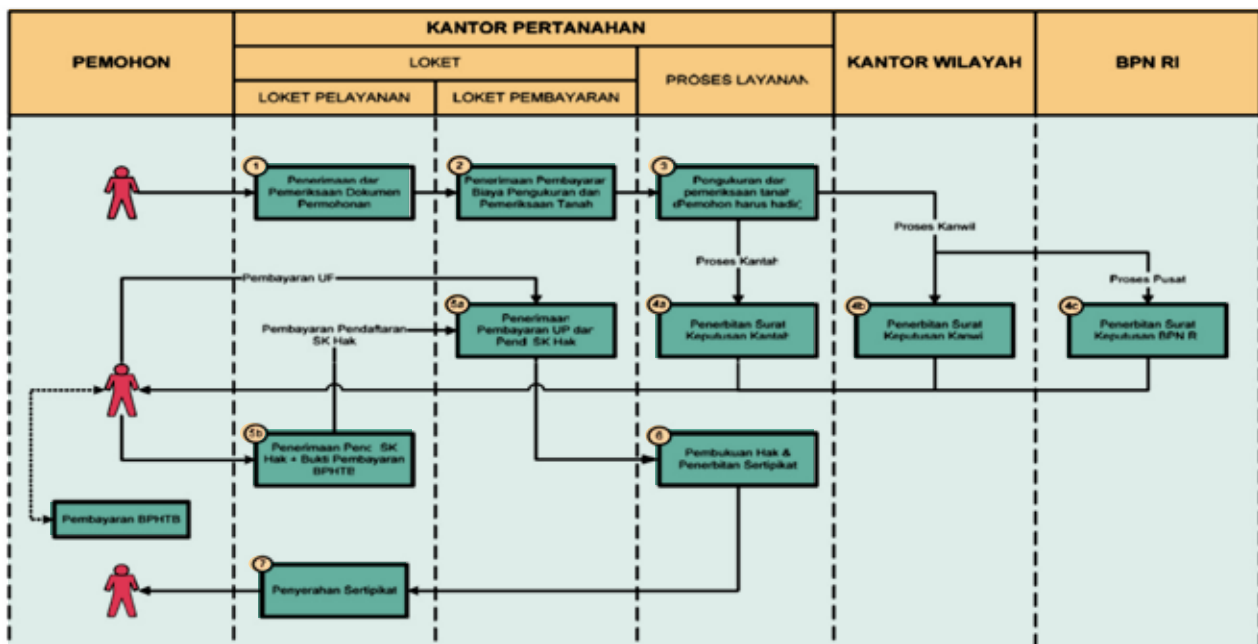 PEMOHON
KANTOR PERTANAHAN
LOKET
LOKET PELAYANAN
LOKET PEMBAYARAN
PROSES LAYANAN
KANTOR WILAYAH
BPN RI
1
Penerimaan dan
Pemeriksaan Dokumen
Permohonan
2
Penerimaan Pembayaran
Biaya Pengukuran dan
Pemeriksaan Tanah
3
Pengukuran dan
pemeriksaan tanah
(Pemohon harus hadir)
Proses Kanwil
Proses Kantah
Proses Pusat
Pembayaran UP
Pembayaran Pendaftaran
SK Hak
5a
Penerimaan
Pembayaran UP dan
Pend. SK Hak
4a
Penerbitan Surat
Keputusan Kantah
4b
Penerbitan Surat
Keputusan Kanwil
4c
Penerbitan Surat
Keputusan BPN RI
5b
Penerimaan Pend. SK
Hak + Bukti Pembayaran
BPHTB
6
Pembukuan Hak &
Penerbitan Sertipikat
Pembayaran BPHTB
7
Penyerahan Sertipikat